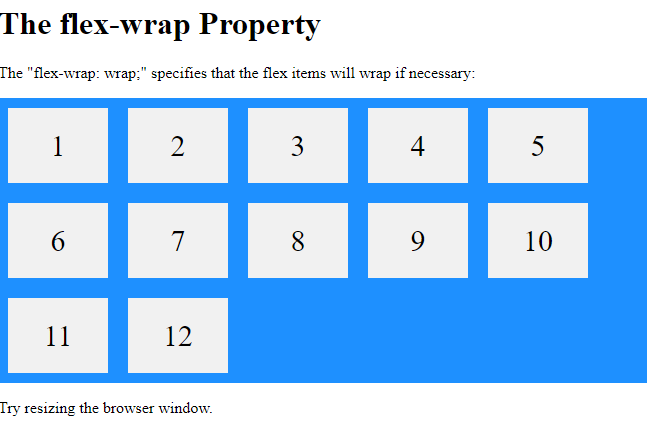 The flex-wrap Property
The "flex-wrap: wrap;" specifies that the flex items will wrap if necessary:
1 2 3 4 5
6 7 8 9 10
11 12
Try resizing the browser window.